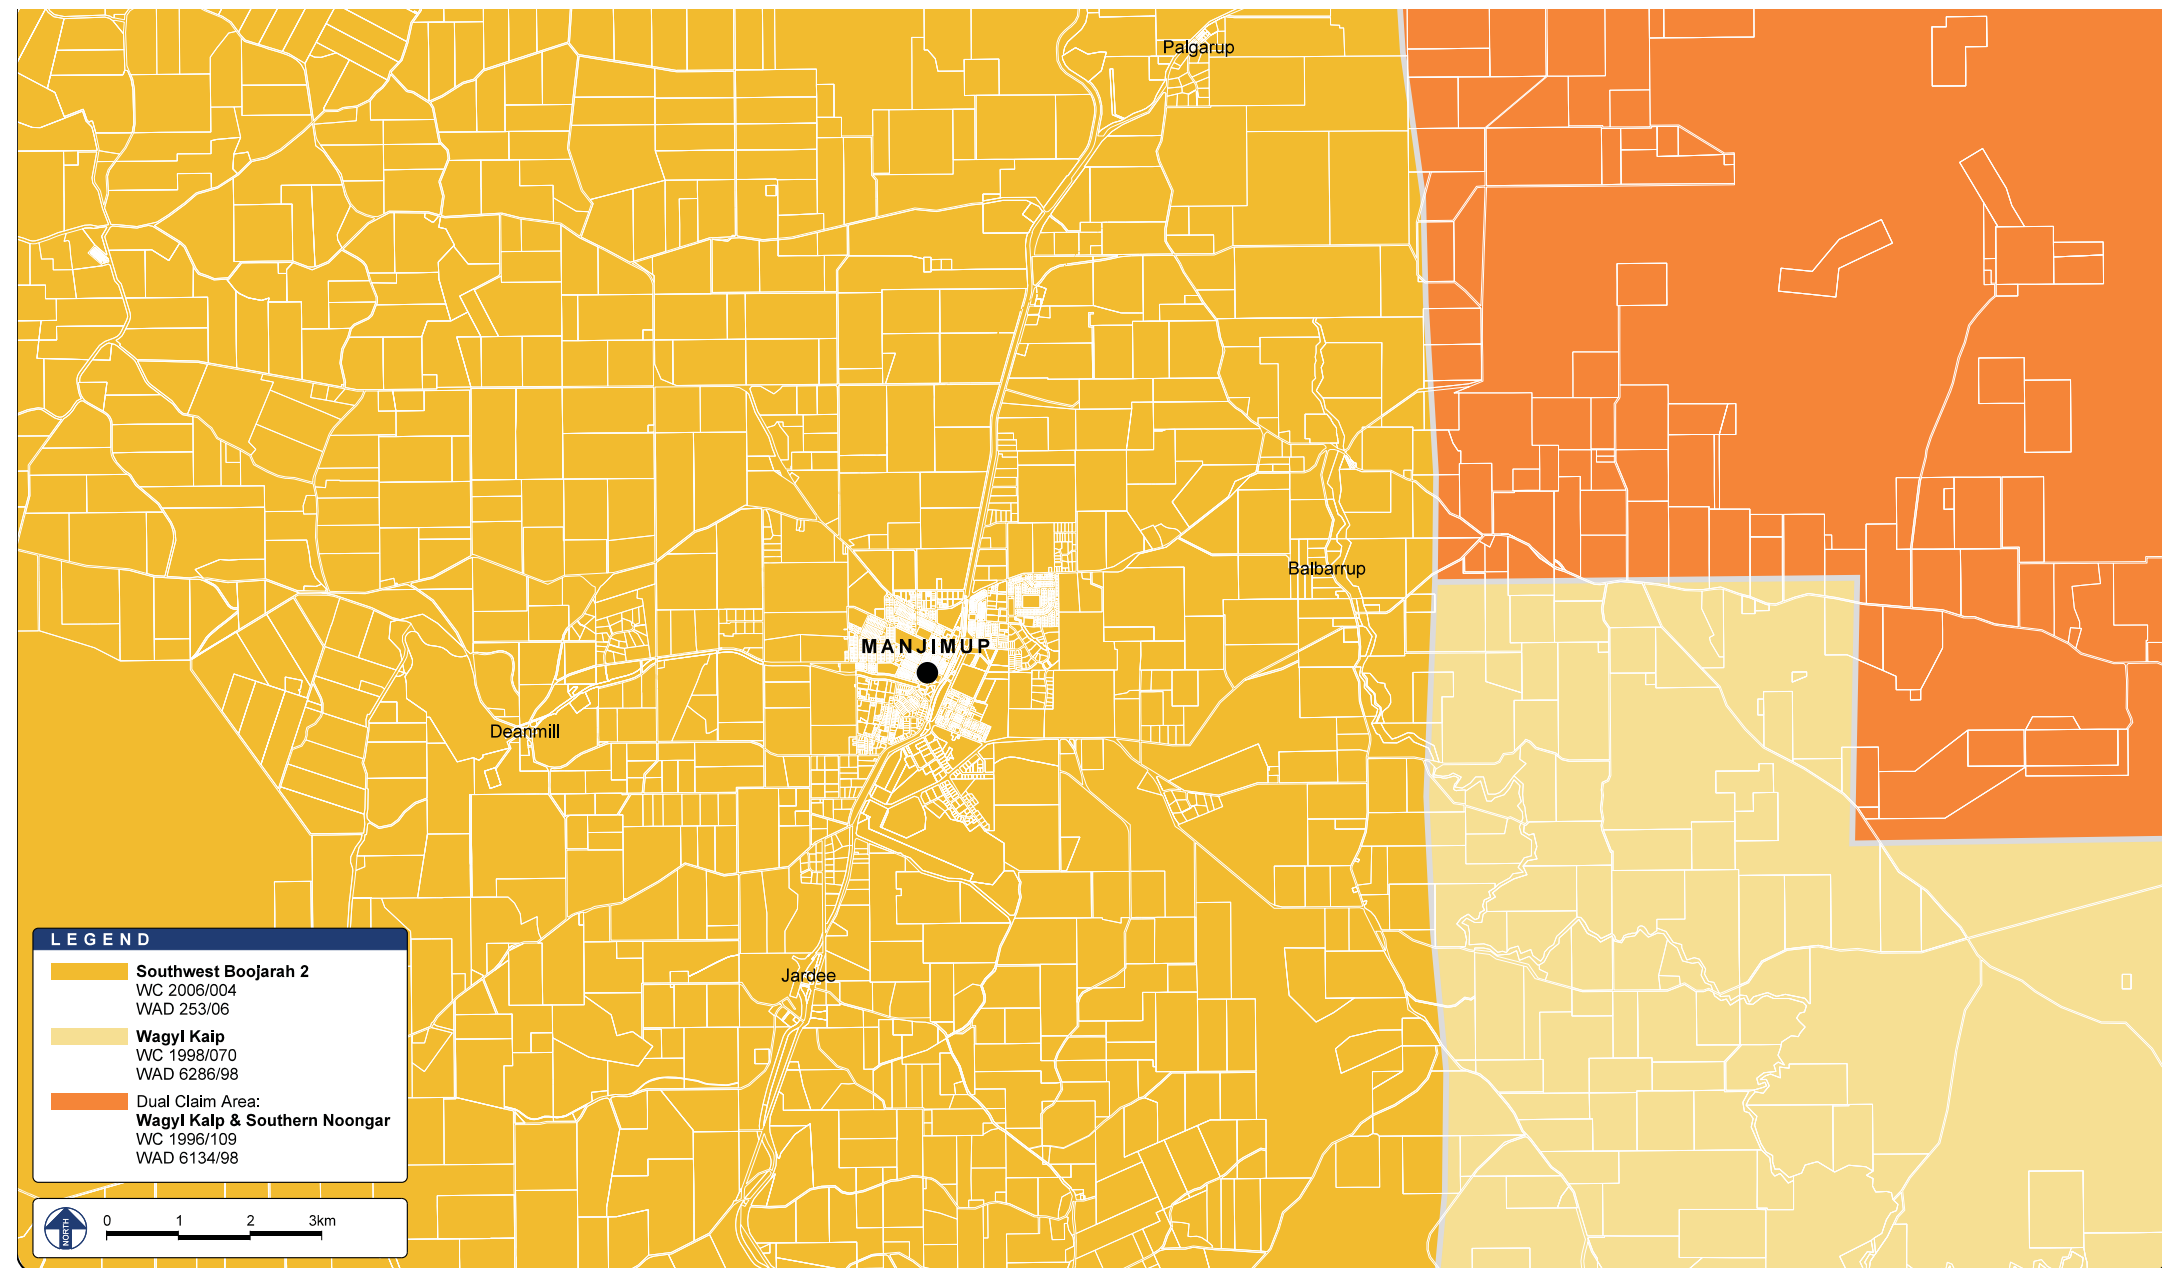 Palgarup
Balbarrup
MANJIMUP
Deanmill
Jardee
LEGEND
Southwest Boojarah 2
WC 2006/004
WAD 253/06
Wagyl Kaip
WC 1998/070
WAD 6286/98
Dual Claim Area:
Wagyl Kaip & Southern Noongar
WC 1996/109
WAD 6134/98
NORTH
0 1 2 3km